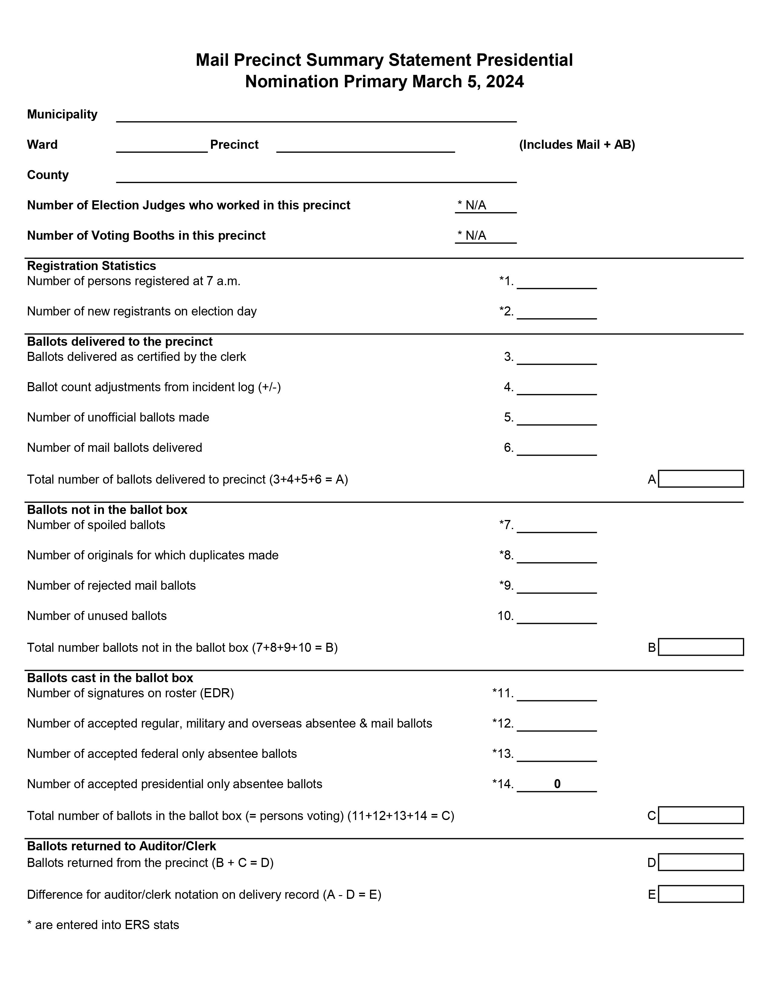 Mail Precinct Summary Statement Presidential
Nomination Primary March 5, 2024
Municipality
Ward Precinct (Includes Mail + AB)
County
Number of Election Judges who worked in this precinct * N/A
Number of Voting Booths in this precinct * N/A
Registration Statistics
Number of persons registered at 7 a.m. *1.
Number of new registrants on election day *2.
Ballots delivered to the precinct
Ballots delivered as certified by the clerk 3.
Ballot count adjustments from incident log (+/-) 4.
Number of unofficial ballots made 5.
Number of mail ballots delivered 6.
Total number of ballots delivered to precinct (3+4+5+6 = A) A
Ballots not in the ballot box
Number of spoiled ballots *7.
Number of originals for which duplicates made *8.
Number of rejected mail ballots *9.
Number of unused ballots 10.
Total number ballots not in the ballot box (7+8+9+10 = B) B
Ballots cast in the ballot box
Number of signatures on roster (EDR) *11.
Number of accepted regular, military and overseas absentee & mail ballots *12.
Number of accepted federal only absentee ballots *13.
Number of accepted presidential only absentee ballots *14. 0
Total number of ballots in the ballot box (= persons voting) (11+12+13+14 = C) C
Ballots returned to Auditor/Clerk
Ballots returned from the precinct (B + C = D) D
Difference for auditor/clerk notation on delivery record (A - D = E) E
* are entered into ERS stats